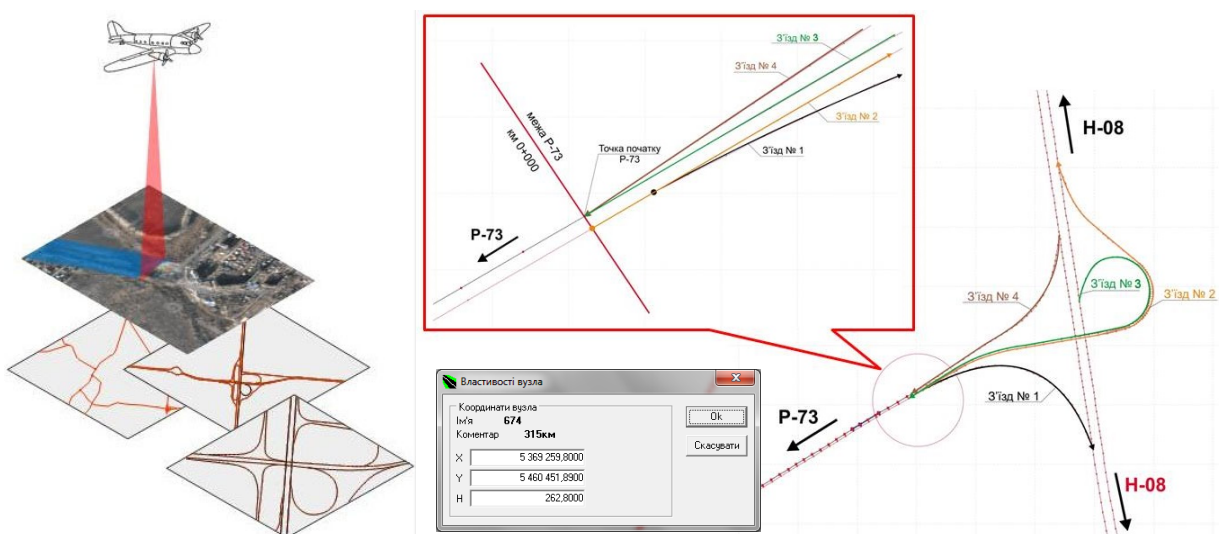 З'їзд № 3
З'їзд № 4
межа Р-73
км 0+000
З'їзд № 2
Точка початку
Р-73
З'їзд № 1
Р-73
Н-08
З'їзд № 3
З'їзд № 4
З'їзд № 2
З'їзд № 1
Р-73
Н-08
Властивості вузла
Координати вузла
Ім'я 674
Коментар 315км
X 5 369 259,8000
Y 5 460 451,8900
H 262,8000
Ok
Скасувати